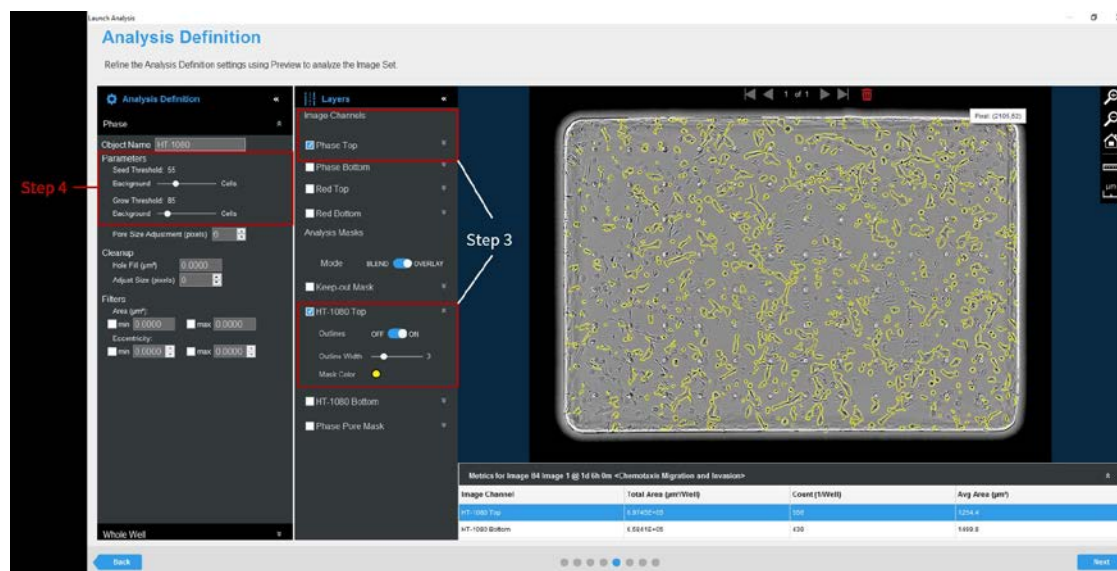 Launch Analysis
Analysis Definition
Refine the Analysis Definition settings using Preview to analyze the Image Set.
Analysis Definition
Phase
Object Name HT-1080
Parameters
Seed Threshold: 55
Background Cells
Grow Threshold: 85
Background Cells
Pore Size Adjustment (pixels) 0
Cleanup
Hole Fill (µm²) 0.0000
Adjust Size (pixels) 0
Filters
Area (µm²):
min 0.0000 max 0.0000
Eccentricity:
min 0.0000 max 0.0000
Whole Well
Step 4
Layers
Image Channels
Phase Top
Phase Bottom
Red Top
Red Bottom
Analysis Masks
Mode BLEND OVERLAY
Keep-out Mask
HT-1080 Top
Outlines OFF ON
Outline Width 3
Mask Color
HT-1080 Bottom
Phase Pore Mask
Step 3
1 of 1
Pixel: (2105,82)
µm
Metrics for Image B4 Image 1 @ 1d 6h 0m <Chemotaxis Migration and Invasion>
Image Channel Total Area (µm²/Well) Count (1/Well) Avg Area (µm²)
HT-1080 Top
HT-1080 Bottom 439 1499.8
Back
Next